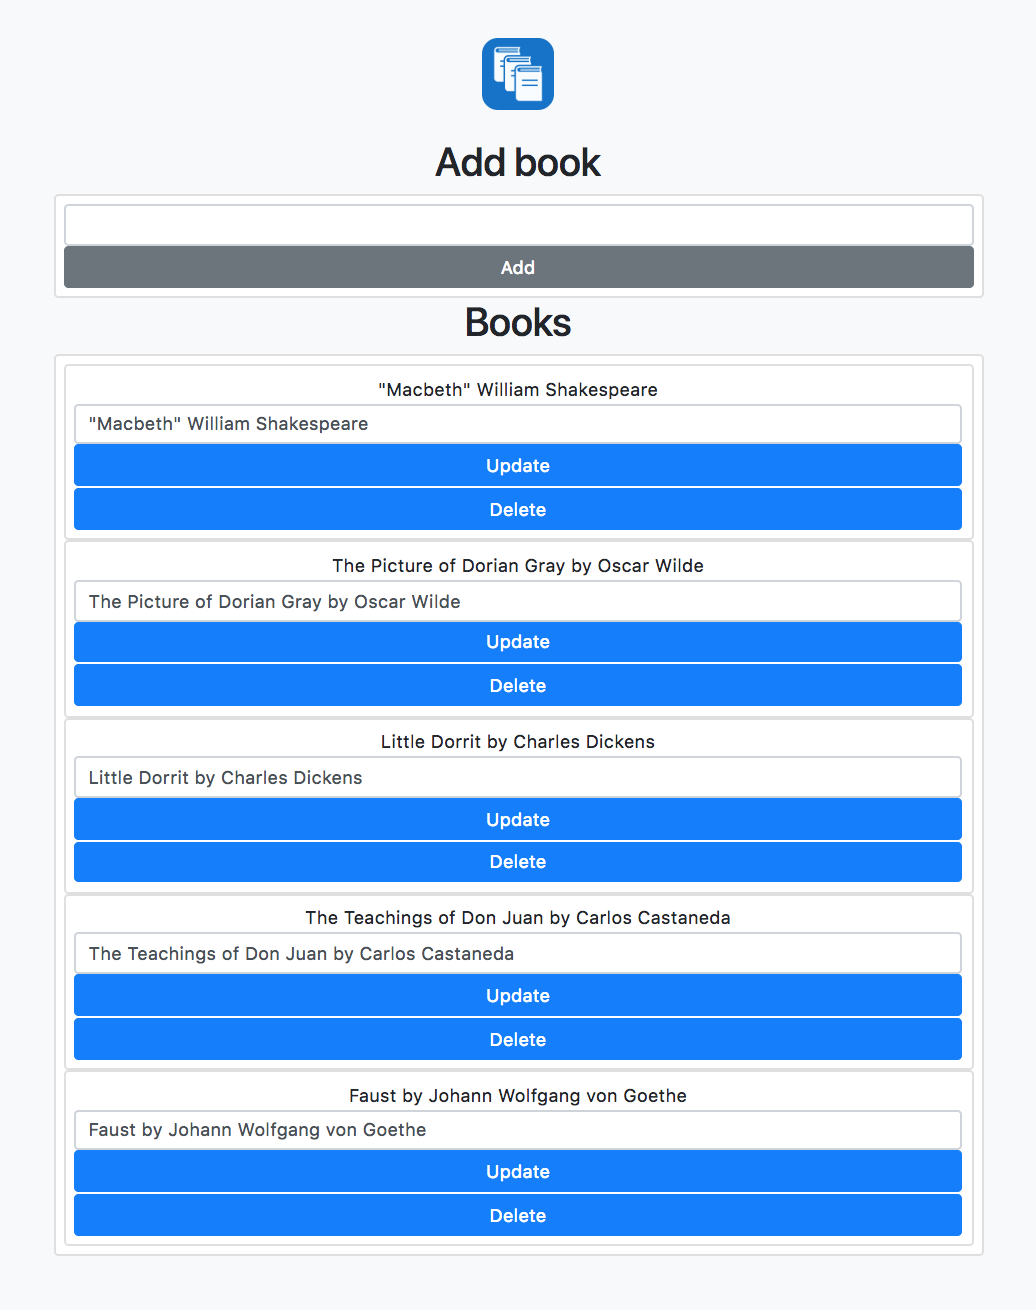 Add book
Add
Books
"Macbeth" William Shakespeare
"Macbeth" William Shakespeare
Update
Delete
The Picture of Dorian Gray by Oscar Wilde
The Picture of Dorian Gray by Oscar Wilde
Update
Delete
Little Dorrit by Charles Dickens
Little Dorrit by Charles Dickens
Update
Delete
The Teachings of Don Juan by Carlos Castaneda
The Teachings of Don Juan by Carlos Castaneda
Update
Delete
Faust by Johann Wolfgang von Goethe
Faust by Johann Wolfgang von Goethe
Update
Delete